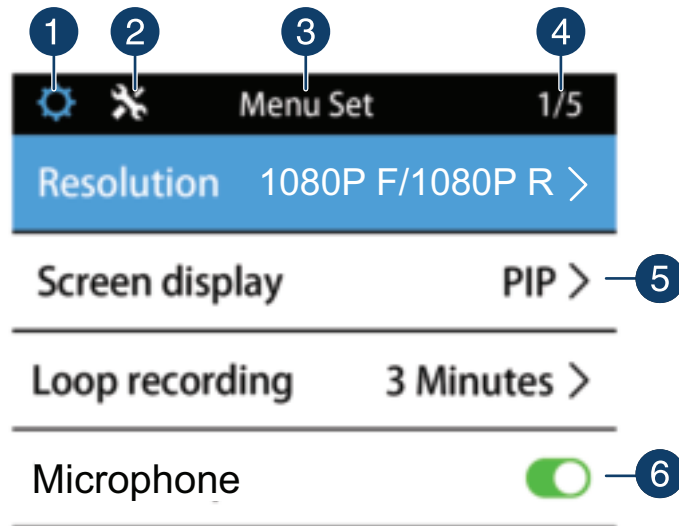 1 2 3 4
Menu Set 1/5
Resolution 1080P F/1080P R >
Screen display PIP > 5
Loop recording 3 Minutes >
Microphone 6